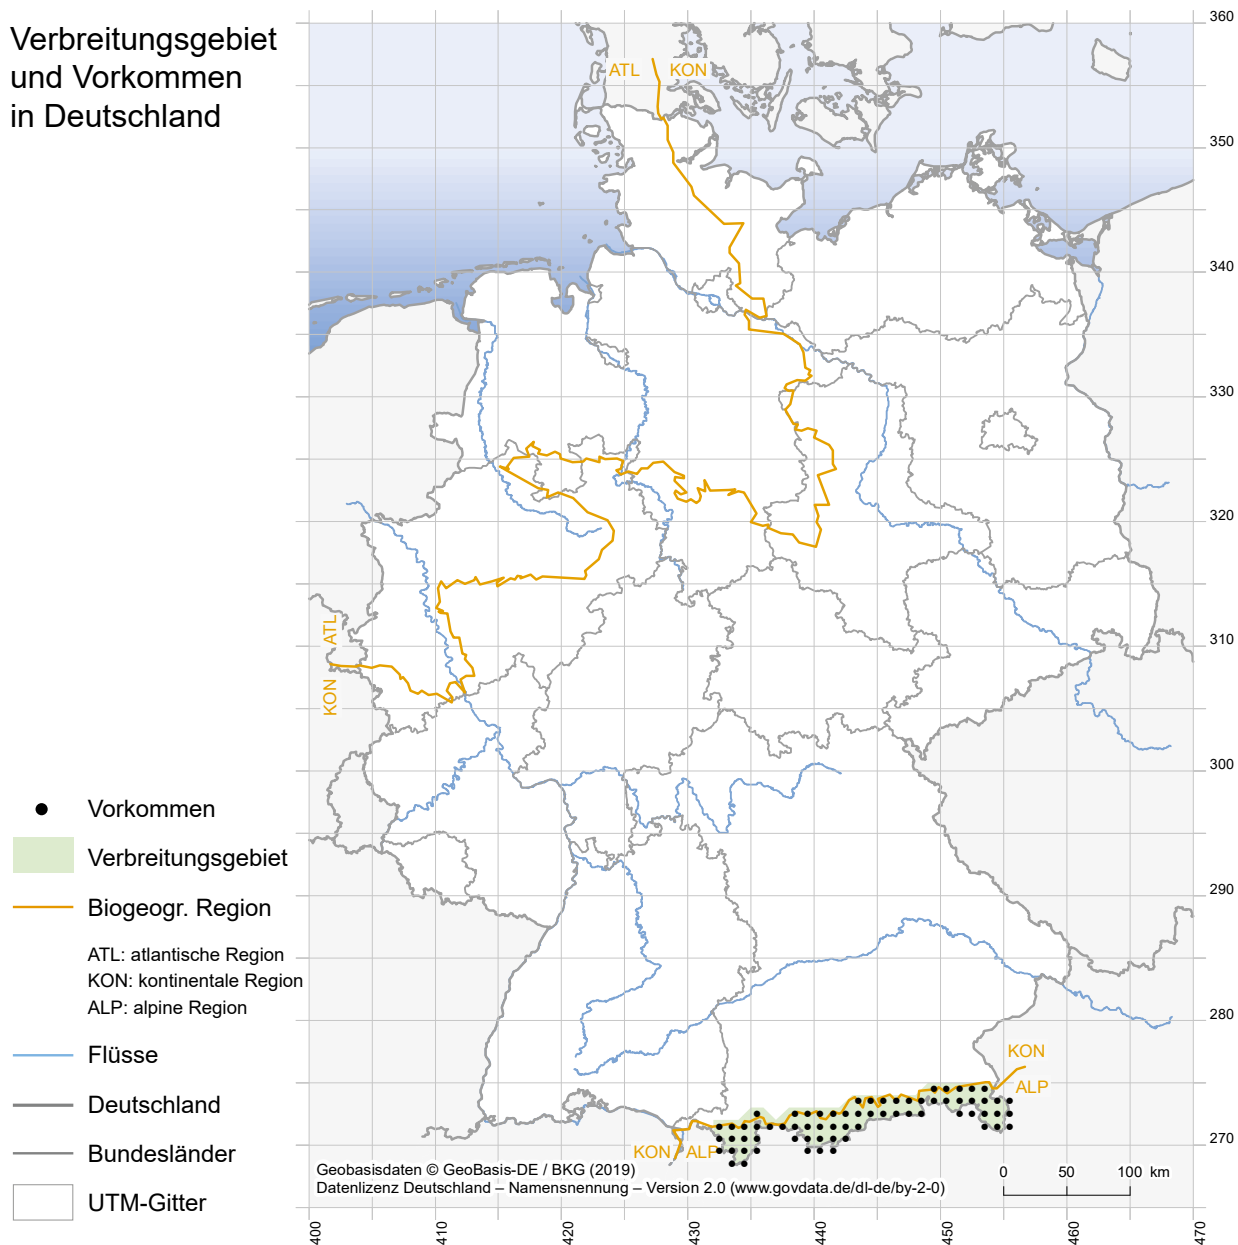 Verbreitungsgebiet
und Vorkommen
in Deutschland
ATL KON
ATL
KON
KON
ALP
KON ALP
360
350
340
330
320
310
300
290
280
270
Vorkommen
Verbreitungsgebiet
Biogeogr. Region
ATL: atlantische Region
KON: kontinentale Region
ALP: alpine Region
Flüsse
Deutschland
Bundesländer
UTM-Gitter
Geobasisdaten © GeoBasis-DE / BKG (2019)
Datenlizenz Deutschland – Namensnennung – Version 2.0 (www.govdata.de/dl-de/by-2-0)
0 50 100 km
400 410 420 430 440 450 460 470